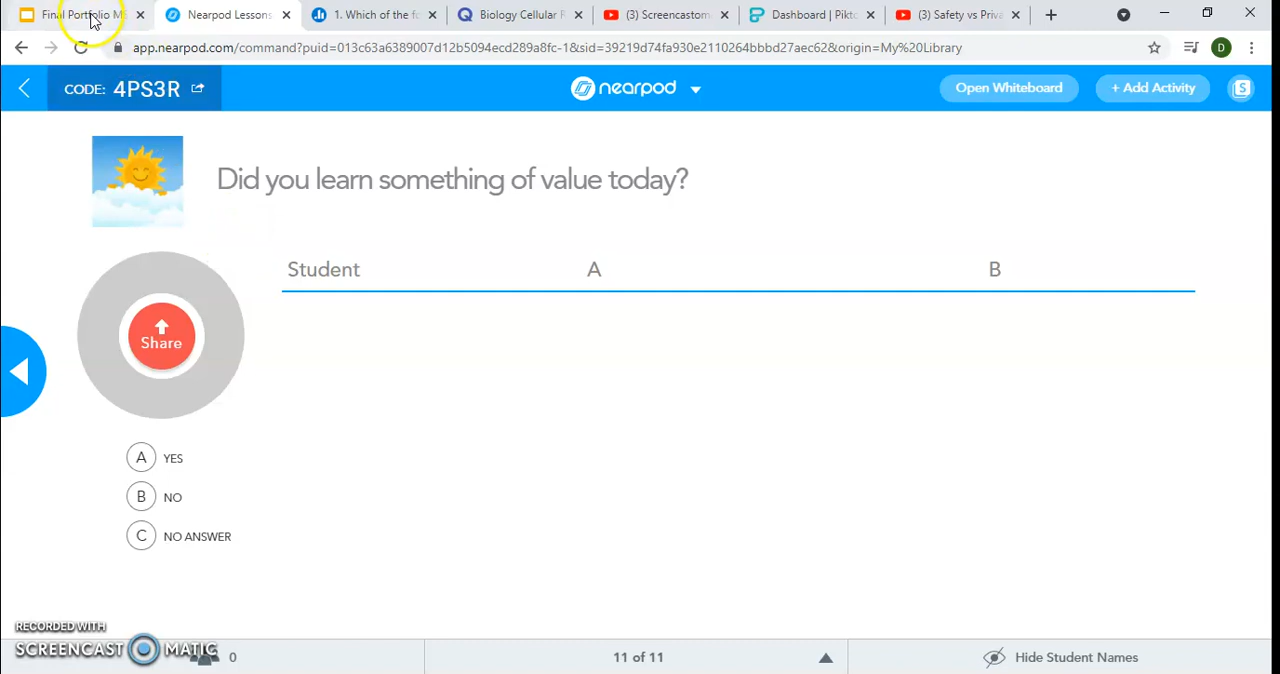 Final Portfolio MS
Nearpod Lessons
1. Which of the fo
Biology Cellular R
(3) Screencastom
Dashboard | Pikto
(3) Safety vs Priva
app.nearpod.com/command?puid=013c63a6389007d12b5094ecd289a8fc-1&sid=39219d74fa930e2110264bbbd27aec62&origin=My%20Library
D
CODE: 4PS3R
nearpod
Open Whiteboard
+ Add Activity
S
Did you learn something of value today?
Student A B
Share
A YES
B NO
C NO ANSWER
RECORDED WITH
SCREENCAST MATIC
0
11 of 11
Hide Student Names